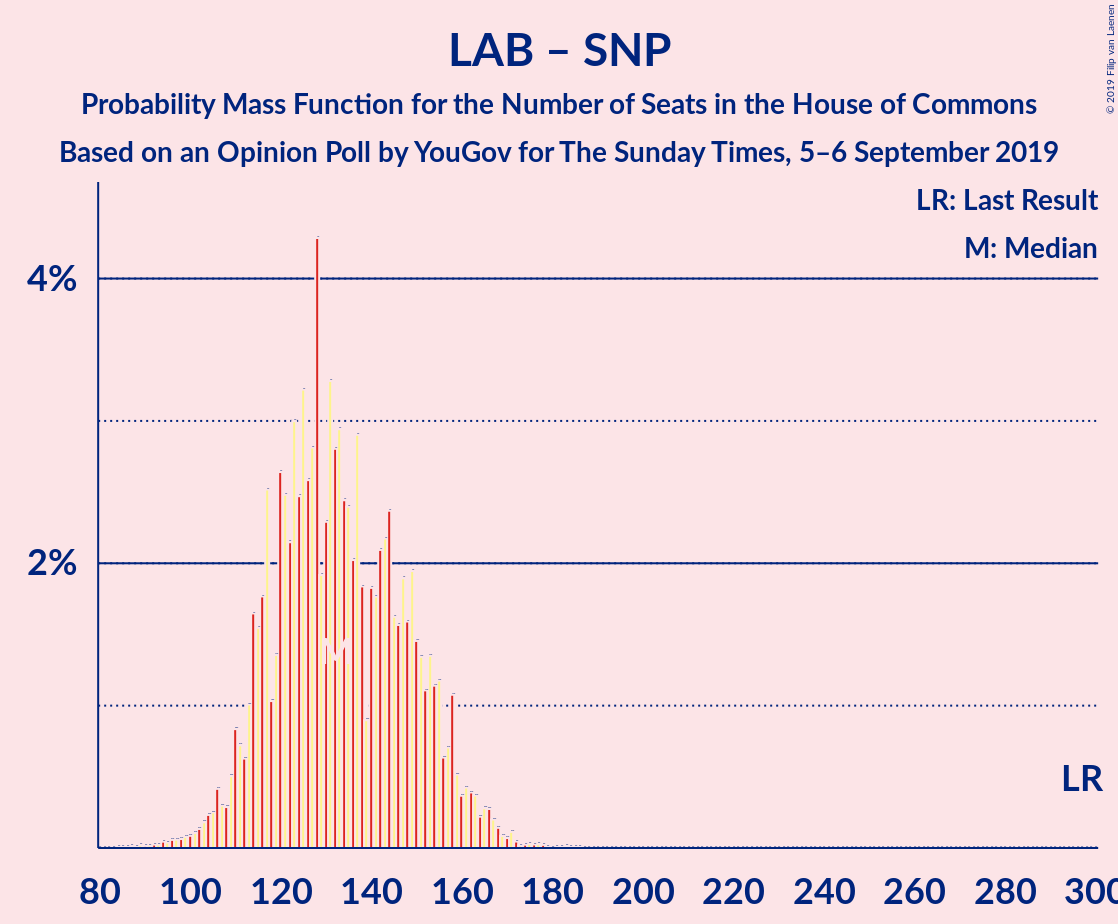 LAB – SNP
Probability Mass Function for the Number of Seats in the House of Commons
Based on an Opinion Poll by YouGov for The Sunday Times, 5–6 September 2019
© 2019 Filip van Laenen
LR: Last Result
M: Median
4%
2%
M
LR
80 100 120 140 160 180 200 220 240 260 280 300